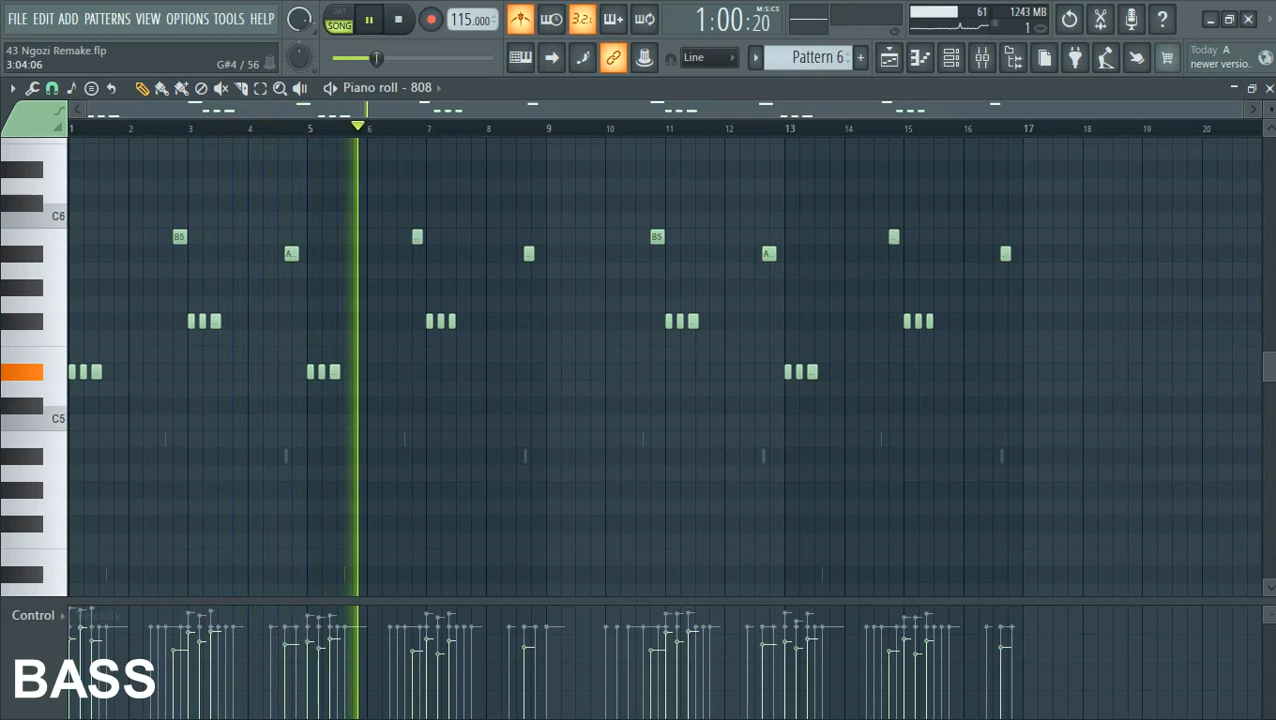 FILE EDIT ADD PATTERNS VIEW OPTIONS TOOLS HELP
PAT
SONG
115.000
3.2
1:00:20
M:S:CS
61
1243 MB
1
43 Ngozi Remake.flp
3:04:06
G#4 / 56
Line
Pattern 6
Today A
newer versio..
Piano roll - 808
1 2 3 4 5 6 7 8 9 10 11 12 13 14 15 16 17 18 19 20
C6
B5
B5
A..
A..
C5
Control
BASS